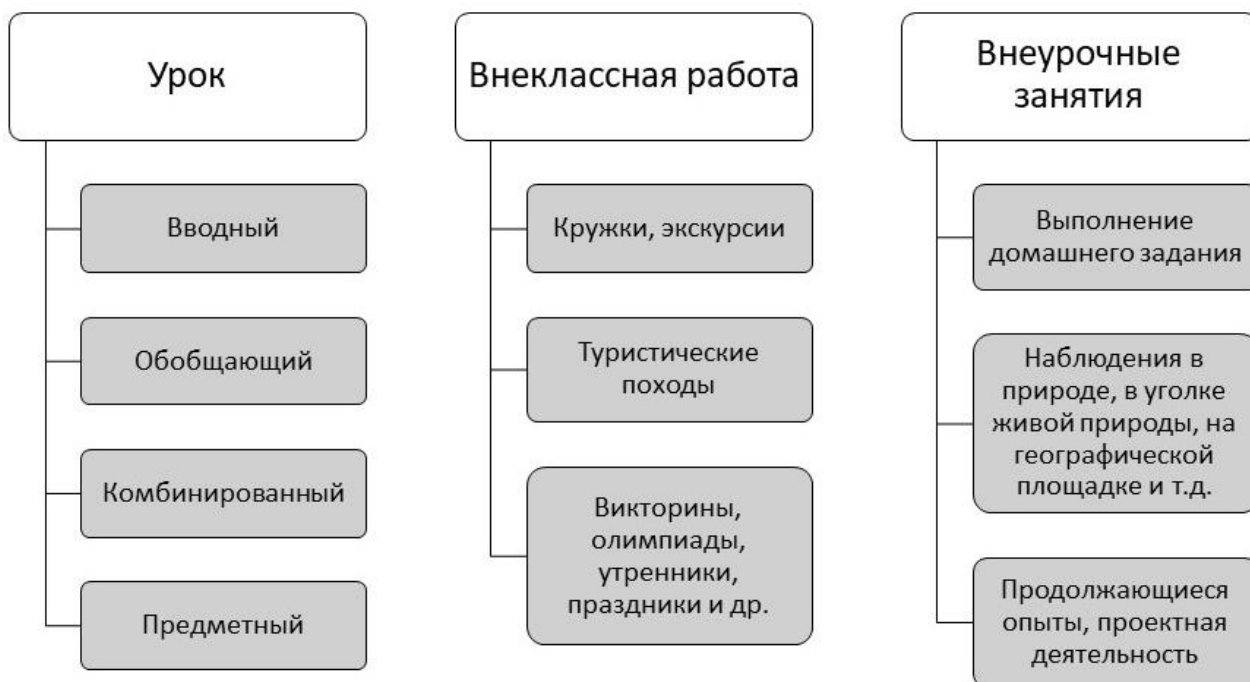 Урок
Вводный
Обобщающий
Комбинированный
Предметный
Внеклассная работа
Кружки, экскурсии
Туристические
походы
Викторины,
олимпиады,
утренники,
праздники и др.
Внеурочные
занятия
Выполнение
домашнего задания
Наблюдения в
природе, в уголке
живой природы, на
географической
площадке и т.д.
Продолжающиеся
опыты, проектная
деятельность